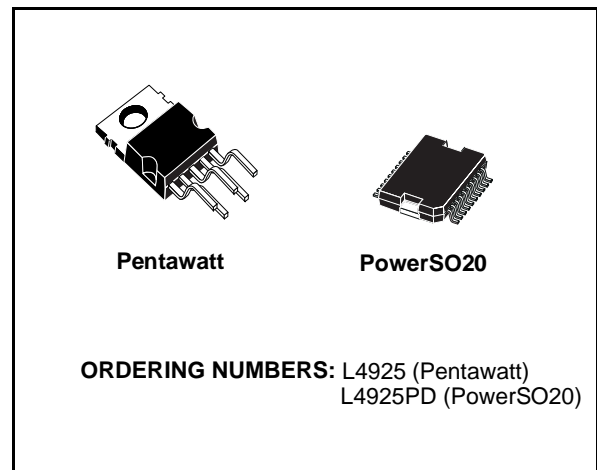 Pentawatt
PowerSO20
ORDERING NUMBERS: L4925 (Pentawatt)
L4925PD (PowerSO20)